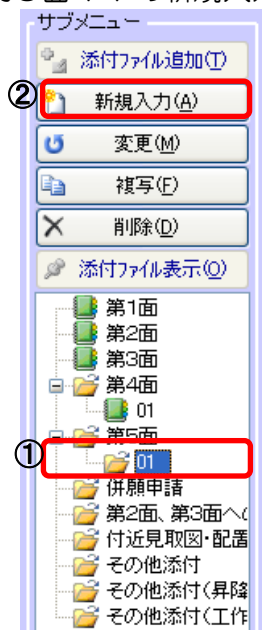 サブメニュー
添付ファイル追加(T)
② 新規入力(A)
変更(M)
複写(F)
削除(D)
添付ファイル表示(O)
第1面
第2面
第3面
第4面
01
第5面
① 01
併願申請
第2面、第3面への
付近見取図・配置
その他添付
その他添付(昇降
その他添付(工作